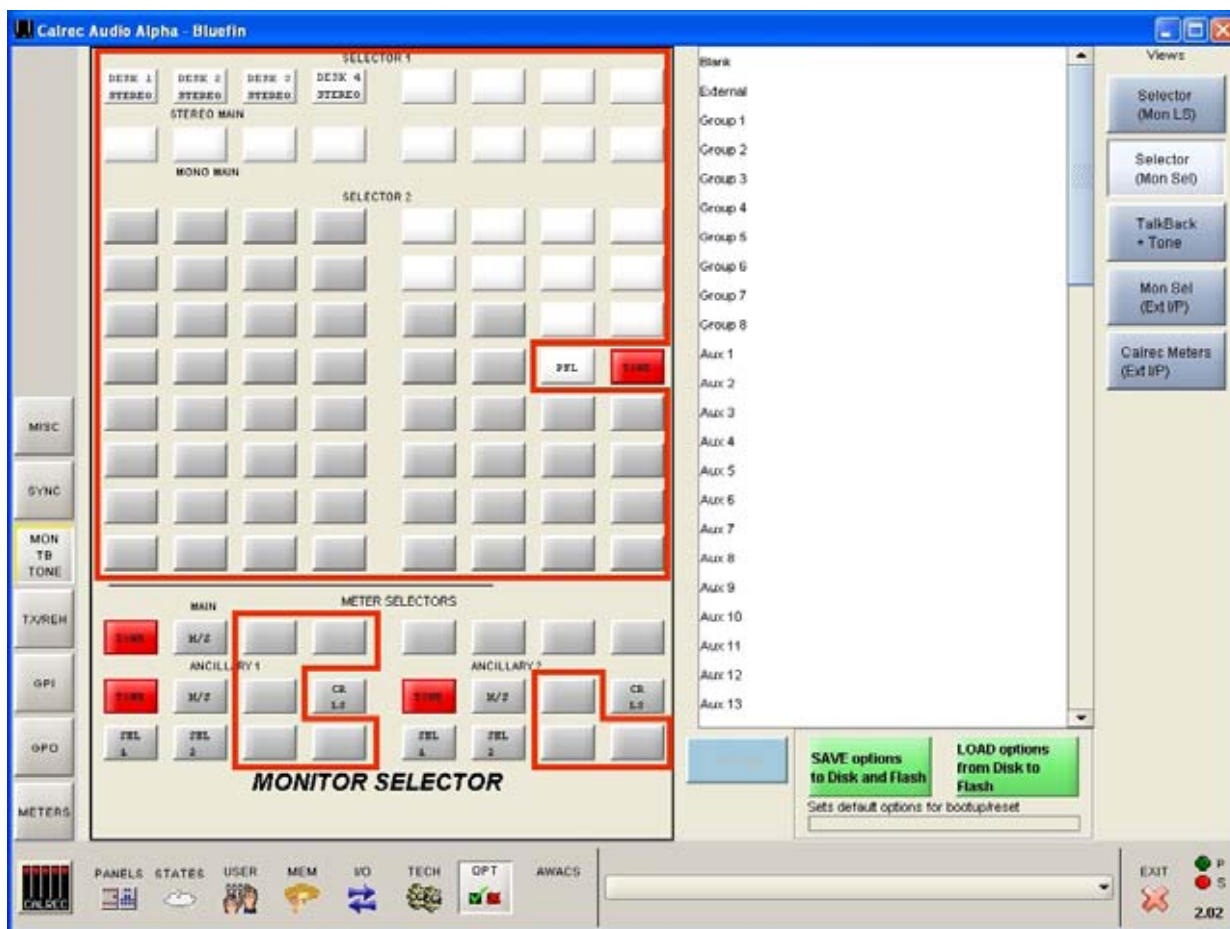 Calrec Audio Alpha - Bluefin
SELECTOR 1
DESK 1 STEREO
DESK 2 STEREO
DESK 3 STEREO
DESK 4 STEREO
STEREO MAIN
MONO MAIN
SELECTOR 2
PFL
TONE
METER SELECTORS
MAIN
TONE
M/S
ANCILLARY 1
ANCILLARY 2
TONE
M/S
CR LS
TONE
M/S
CR LS
SEL 1
SEL 2
SEL 1
SEL 2
MONITOR SELECTOR
MISC
SYNC
MON TB TONE
TX/REH
GPI
GPO
METERS
Blank
External
Group 1
Group 2
Group 3
Group 4
Group 5
Group 6
Group 7
Group 8
Aux 1
Aux 2
Aux 3
Aux 4
Aux 5
Aux 6
Aux 7
Aux 8
Aux 9
Aux 10
Aux 11
Aux 12
Aux 13
Views
Selector
(Mon LS)
Selector
(Mon Sel)
TalkBack
+ Tone
Mon Sel
(Ext I/P)
Calrec Meters
(Ext I/P)
SAVE options
to Disk and Flash
LOAD options
from Disk to
Flash
Sets default options for bootup/reset
CALREC
PANELS
STATES
USER
MEM
I/O
TECH
OPT
AWACS
EXIT
P
S
2.02